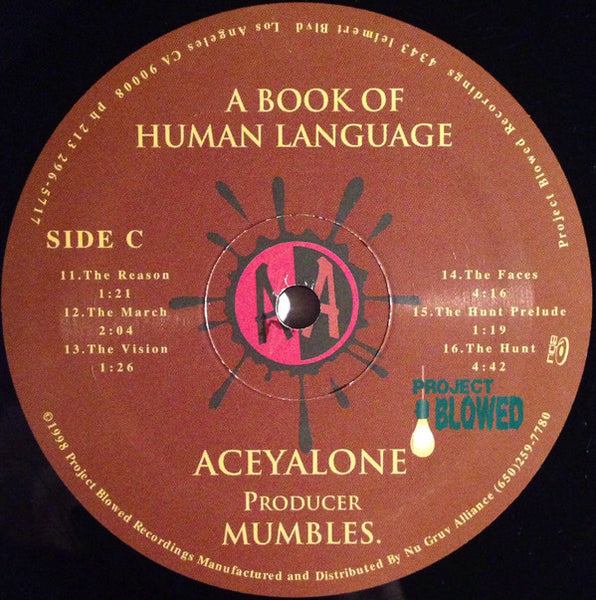 Project Blowed Recordings 4343 leimert Blvd Los Angeles CA 90008 ph 213 296-5717
A BOOK OF
HUMAN LANGUAGE
SIDE C
11.The Reason
1:21
12.The March
2:04
13.The Vision
1:26
14.The Faces
4:16
15.The Hunt Prelude
1:19
16.The Hunt
4:42
AA
PROJECT
BLOWED
ACEYALONE
PRODUCER
MUMBLES.
©1998 Project Blowed Recordings Manufactured and Distributed By Nu Gruv Alliance (650)259-7780